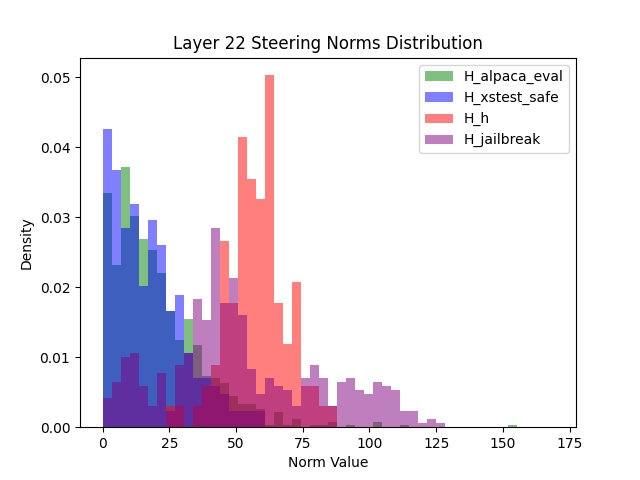 Layer 22 Steering Norms Distribution
H_alpaca_eval
H_xstest_safe
H_h
H_jailbreak
0.05
0.04
0.03
0.02
0.01
0.00
Density
0 25 50 75 100 125 150 175
Norm Value